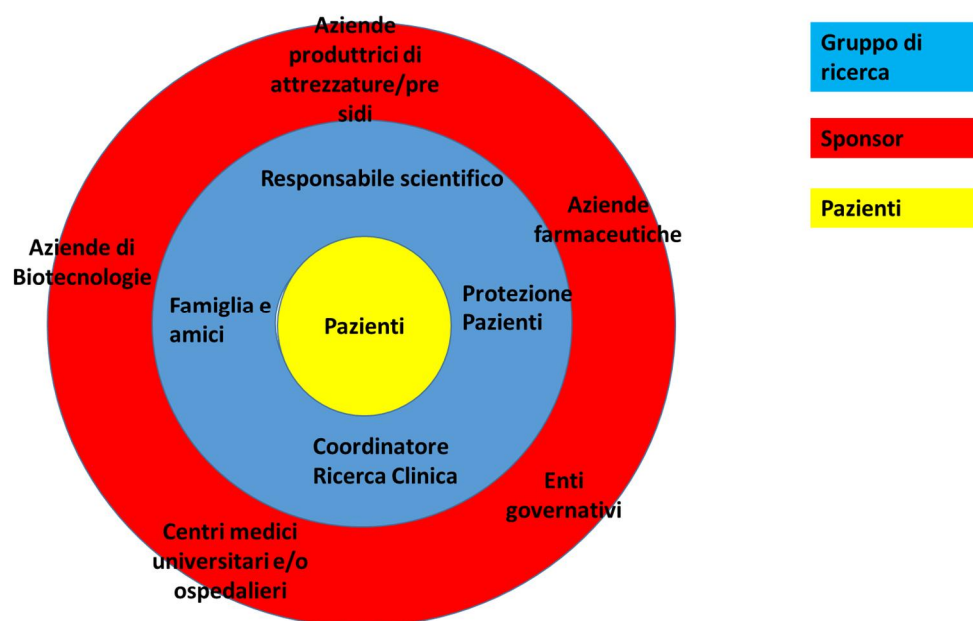 Aziende
produttrici di
attrezzature/pre
sidi
Responsabile scientifico
Aziende
farmaceutiche
Aziende di
Biotecnologie
Famiglia e
amici
Pazienti
Protezione
Pazienti
Coordinatore
Ricerca Clinica
Enti
governativi
Centri medici
universitari e/o
ospedalieri
Gruppo di
ricerca
Sponsor
Pazienti